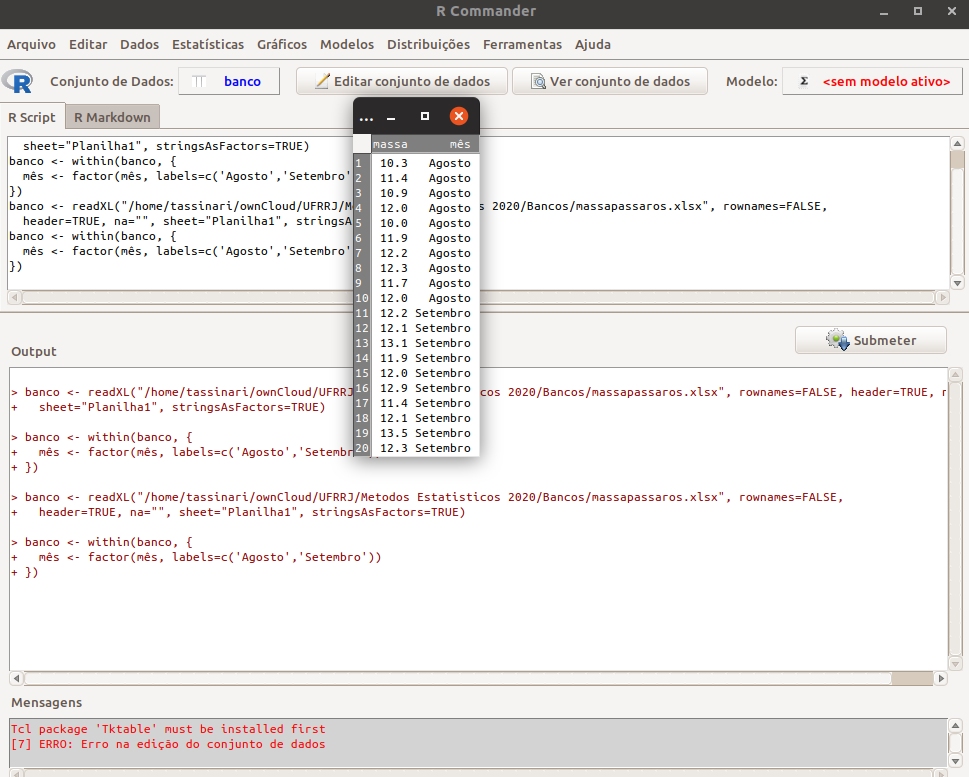 R Commander
Arquivo Editar Dados Estatísticas Gráficos Modelos Distribuições Ferramentas Ajuda
R Conjunto de Dados: banco Editar conjunto de dados Ver conjunto de dados Modelo: Σ <sem modelo ativo>
R Script R Markdown
sheet="Planilha1", stringsAsFactors=TRUE)
banco <- within(banco, {
mês <- factor(mês, labels=c('Agosto','Setembro'
})
banco <- readXL("/home/tassinari/ownCloud/UFRRJ/M s 2020/Bancos/massapassaros.xlsx", rownames=FALSE,
header=TRUE, na="", sheet="Planilha1", strings
banco <- within(banco, {
mês <- factor(mês, labels=c('Agosto','Setembro'
})
...
massa mês
1 10.3 Agosto
2 11.4 Agosto
3 10.9 Agosto
4 12.0 Agosto
5 10.0 Agosto
6 11.9 Agosto
7 12.2 Agosto
8 12.3 Agosto
9 11.7 Agosto
10 12.0 Agosto
11 12.2 Setembro
12 12.1 Setembro
13 13.1 Setembro
14 11.9 Setembro
15 12.0 Setembro
16 12.9 Setembro
17 11.4 Setembro
18 12.1 Setembro
19 13.5 Setembro
20 12.3 Setembro
Submeter
Output
> banco <- readXL("/home/tassinari/ownCloud/UFRRJ/ cos 2020/Bancos/massapassaros.xlsx", rownames=FALSE, header=TRUE,
+ sheet="Planilha1", stringsAsFactors=TRUE)
> banco <- within(banco, {
+ mês <- factor(mês, labels=c('Agosto','Setemb
+ })
> banco <- readXL("/home/tassinari/ownCloud/UFRRJ/Metodos Estatisticos 2020/Bancos/massapassaros.xlsx", rownames=FALSE,
+ header=TRUE, na="", sheet="Planilha1", stringsAsFactors=TRUE)
> banco <- within(banco, {
+ mês <- factor(mês, labels=c('Agosto','Setembro'))
+ })
Mensagens
Tcl package 'Tktable' must be installed first
[7] ERRO: Erro na edição do conjunto de dados